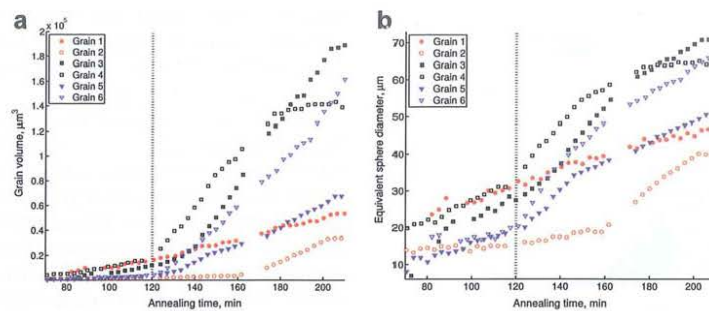 a
x 10⁵
2
1.8
1.6
1.4
1.2
1
0.8
0.6
0.4
0.2
Grain volume, μm³
Grain 1
Grain 2
Grain 3
Grain 4
Grain 5
Grain 6
80 100 120 140 160 180 200
Annealing time, min
b
70
60
50
40
30
20
10
Equivalent sphere diameter, μm
Grain 1
Grain 2
Grain 3
Grain 4
Grain 5
Grain 6
80 100 120 140 160 180 200
Annealing time, min